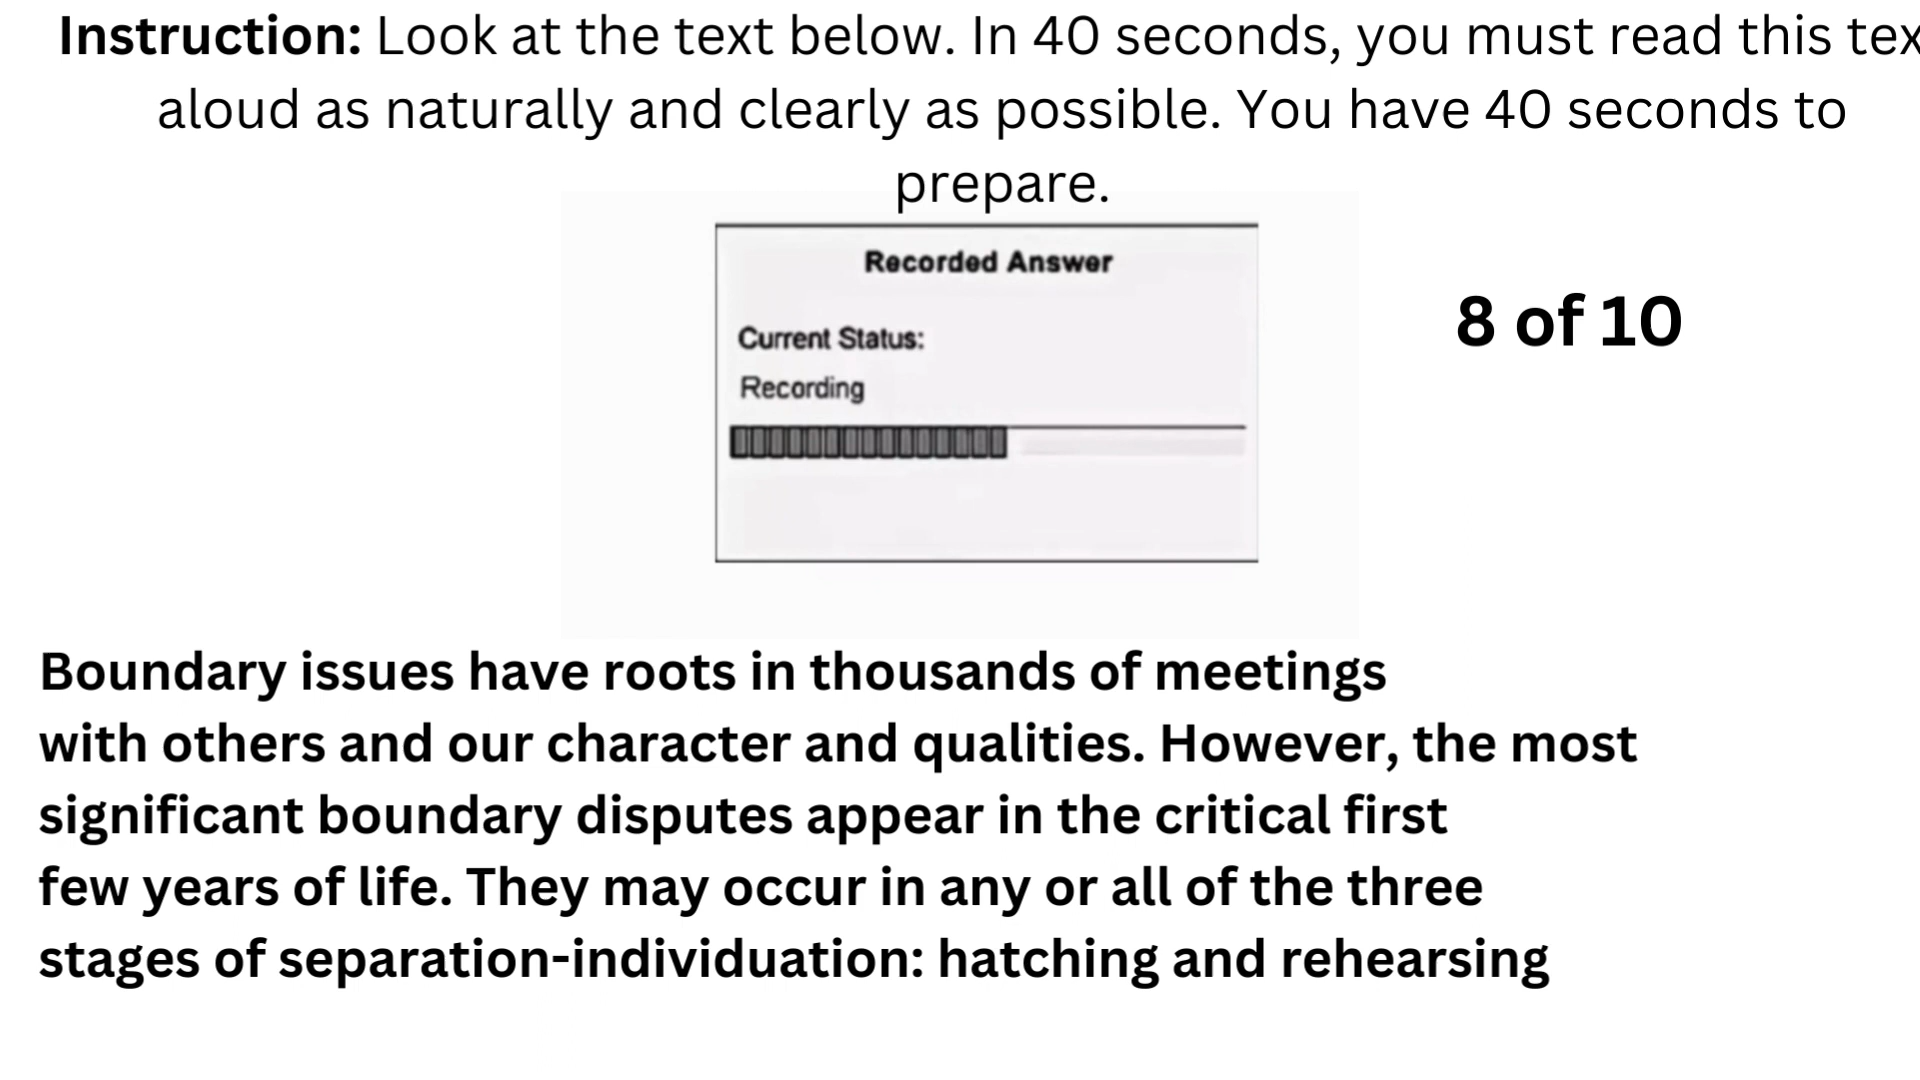 Instruction: Look at the text below. In 40 seconds, you must read this tex
aloud as naturally and clearly as possible. You have 40 seconds to
prepare.
Recorded Answer
Current Status:
Recording
8 of 10
Boundary issues have roots in thousands of meetings
with others and our character and qualities. However, the most
significant boundary disputes appear in the critical first
few years of life. They may occur in any or all of the three
stages of separation-individuation: hatching and rehearsing